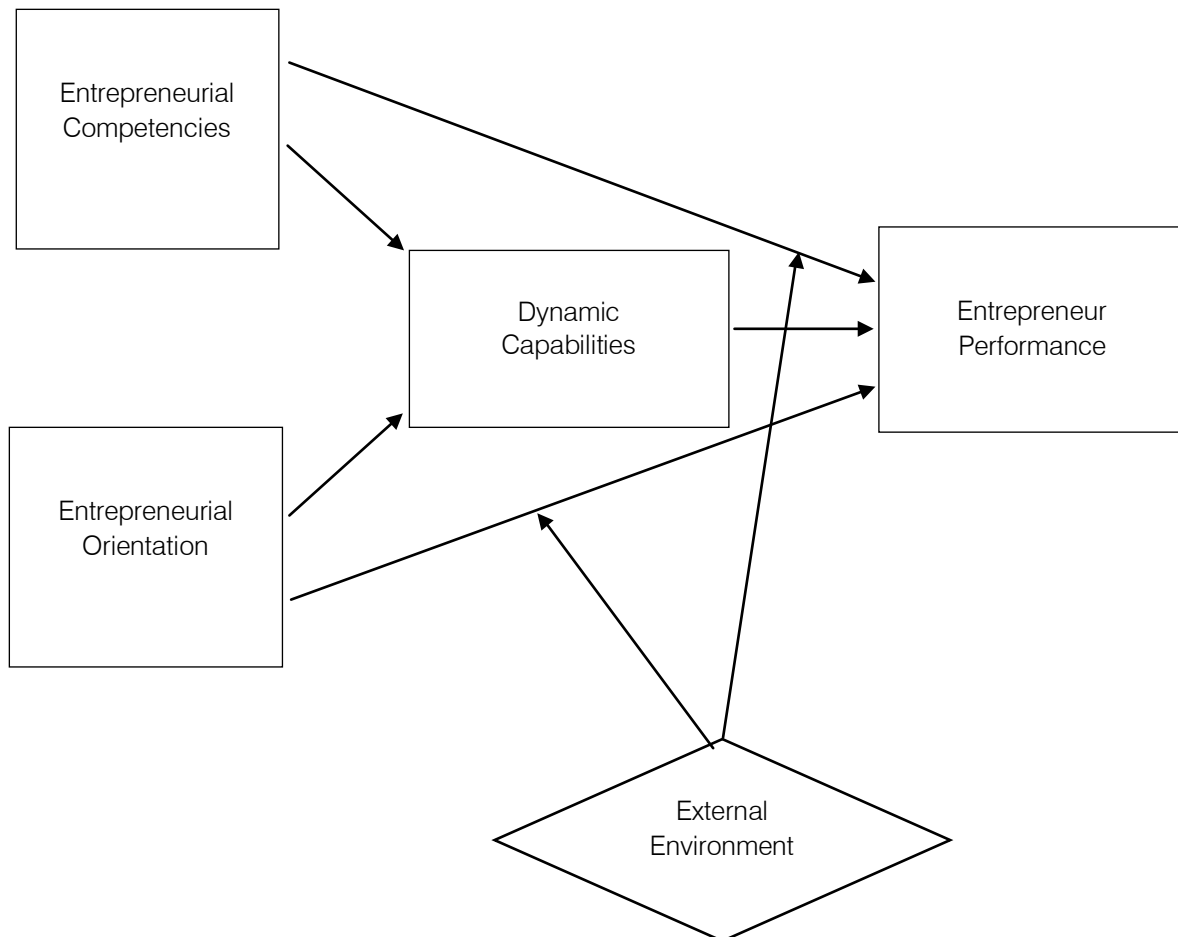 Entrepreneurial
Competencies
Dynamic
Capabilities
Entrepreneur
Performance
Entrepreneurial
Orientation
External
Environment